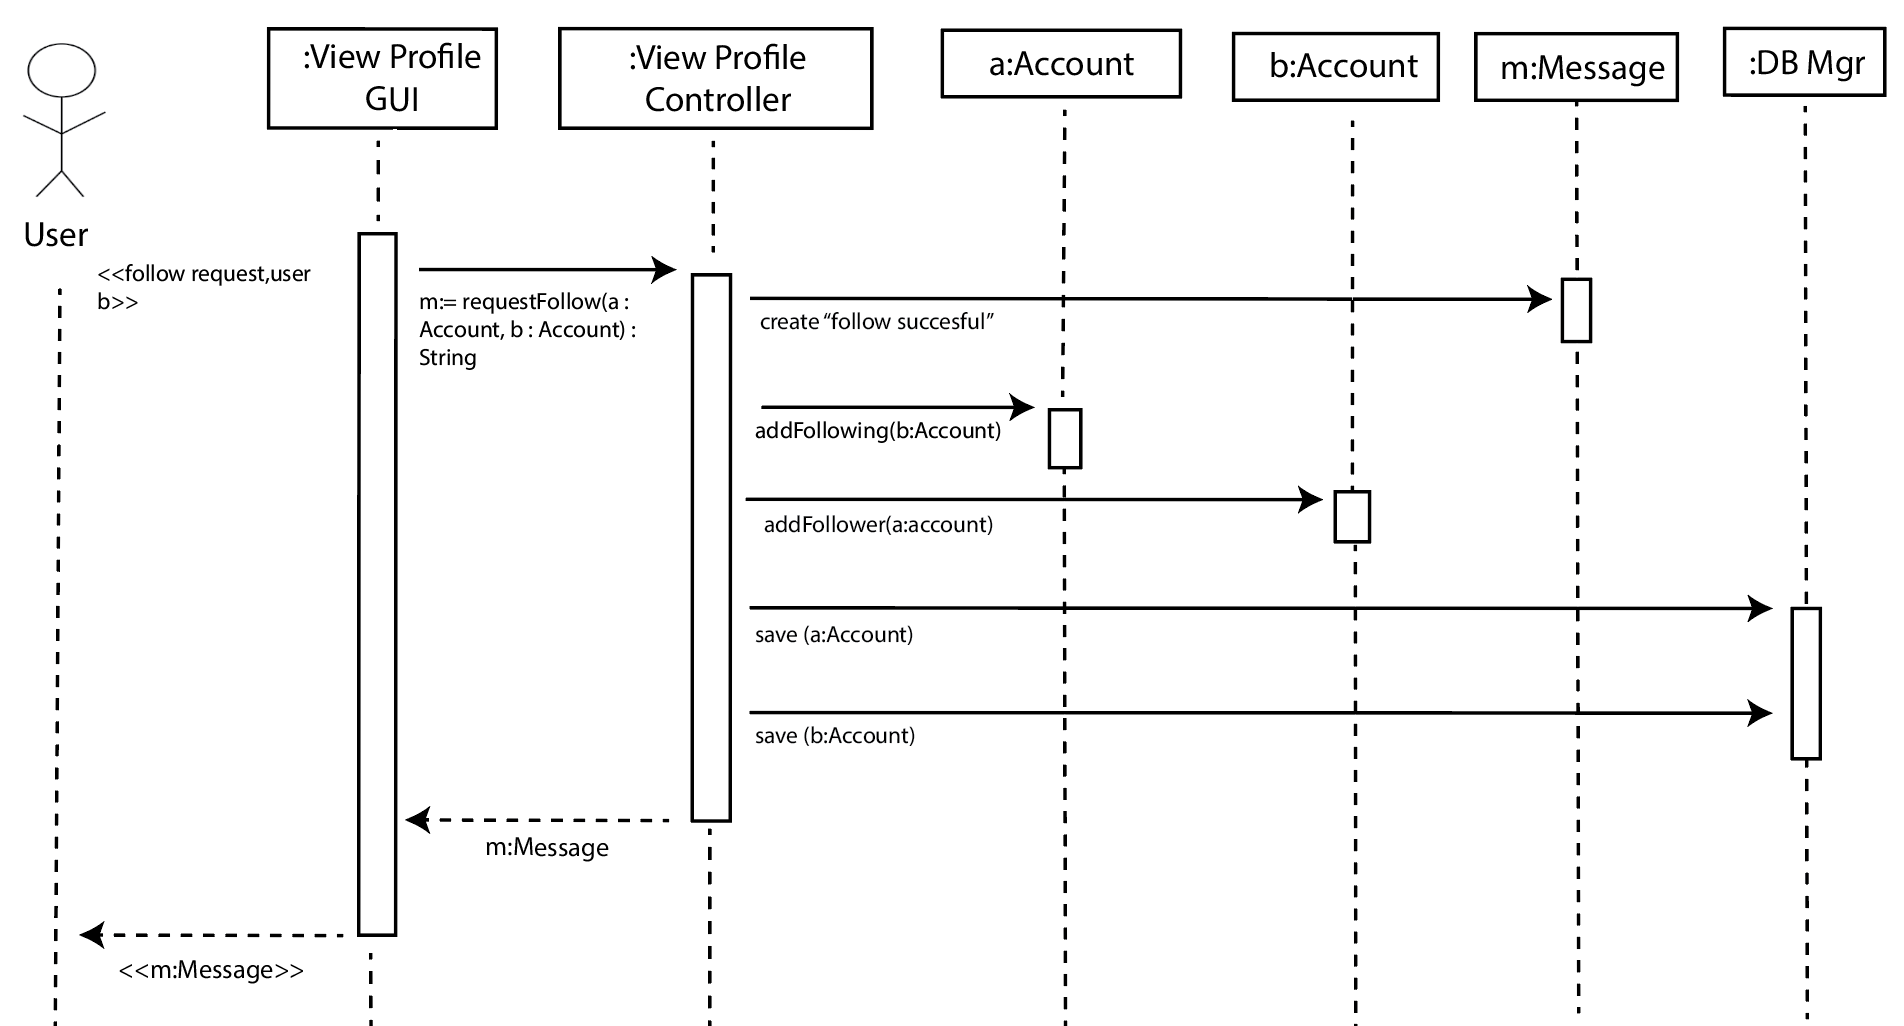 :View Profile
GUI
:View Profile
Controller
a:Account
b:Account
m:Message
:DB Mgr
User
<<follow request,user
b>>
m:= requestFollow(a :
Account, b : Account) :
String
create “follow succesful”
addFollowing(b:Account)
addFollower(a:account)
save (a:Account)
save (b:Account)
m:Message
<<m:Message>>